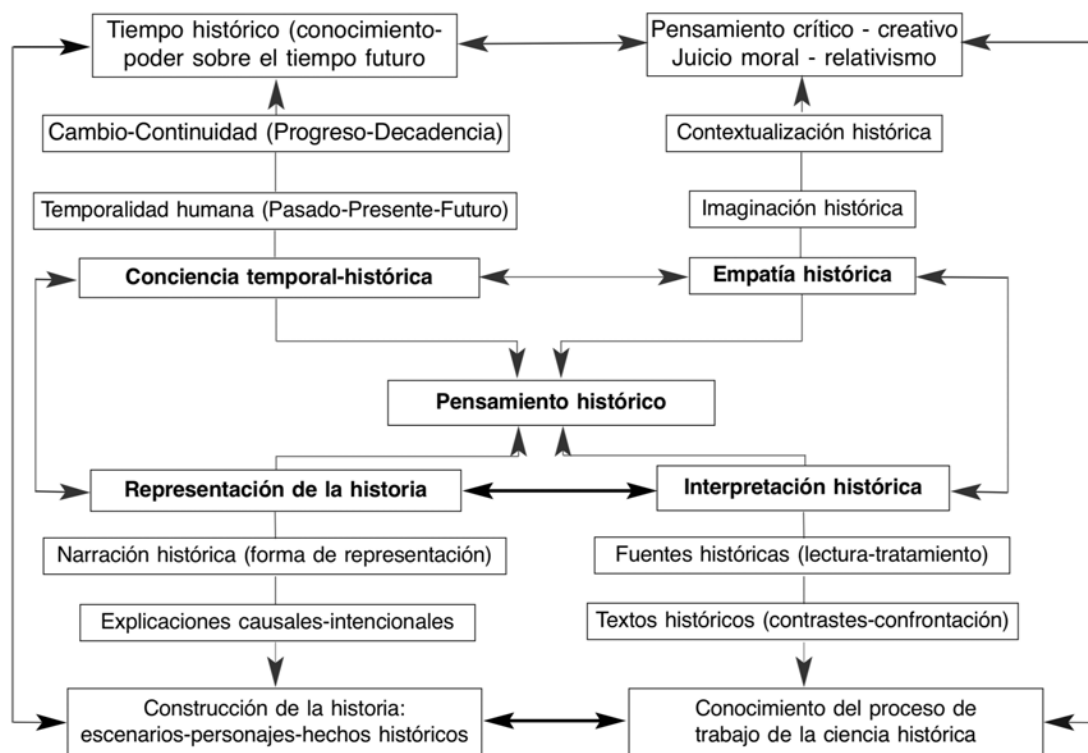 Tiempo histórico (conocimiento-
poder sobre el tiempo futuro
Pensamiento crítico - creativo
Juicio moral - relativismo
Cambio-Continuidad (Progreso-Decadencia)
Contextualización histórica
Temporalidad humana (Pasado-Presente-Futuro)
Imaginación histórica
Conciencia temporal-histórica
Empatía histórica
Pensamiento histórico
Representación de la historia
Interpretación histórica
Narración histórica (forma de representación)
Fuentes históricas (lectura-tratamiento)
Explicaciones causales-intencionales
Textos históricos (contrastes-confrontación)
Construcción de la historia:
escenarios-personajes-hechos históricos
Conocimiento del proceso de
trabajo de la ciencia histórica